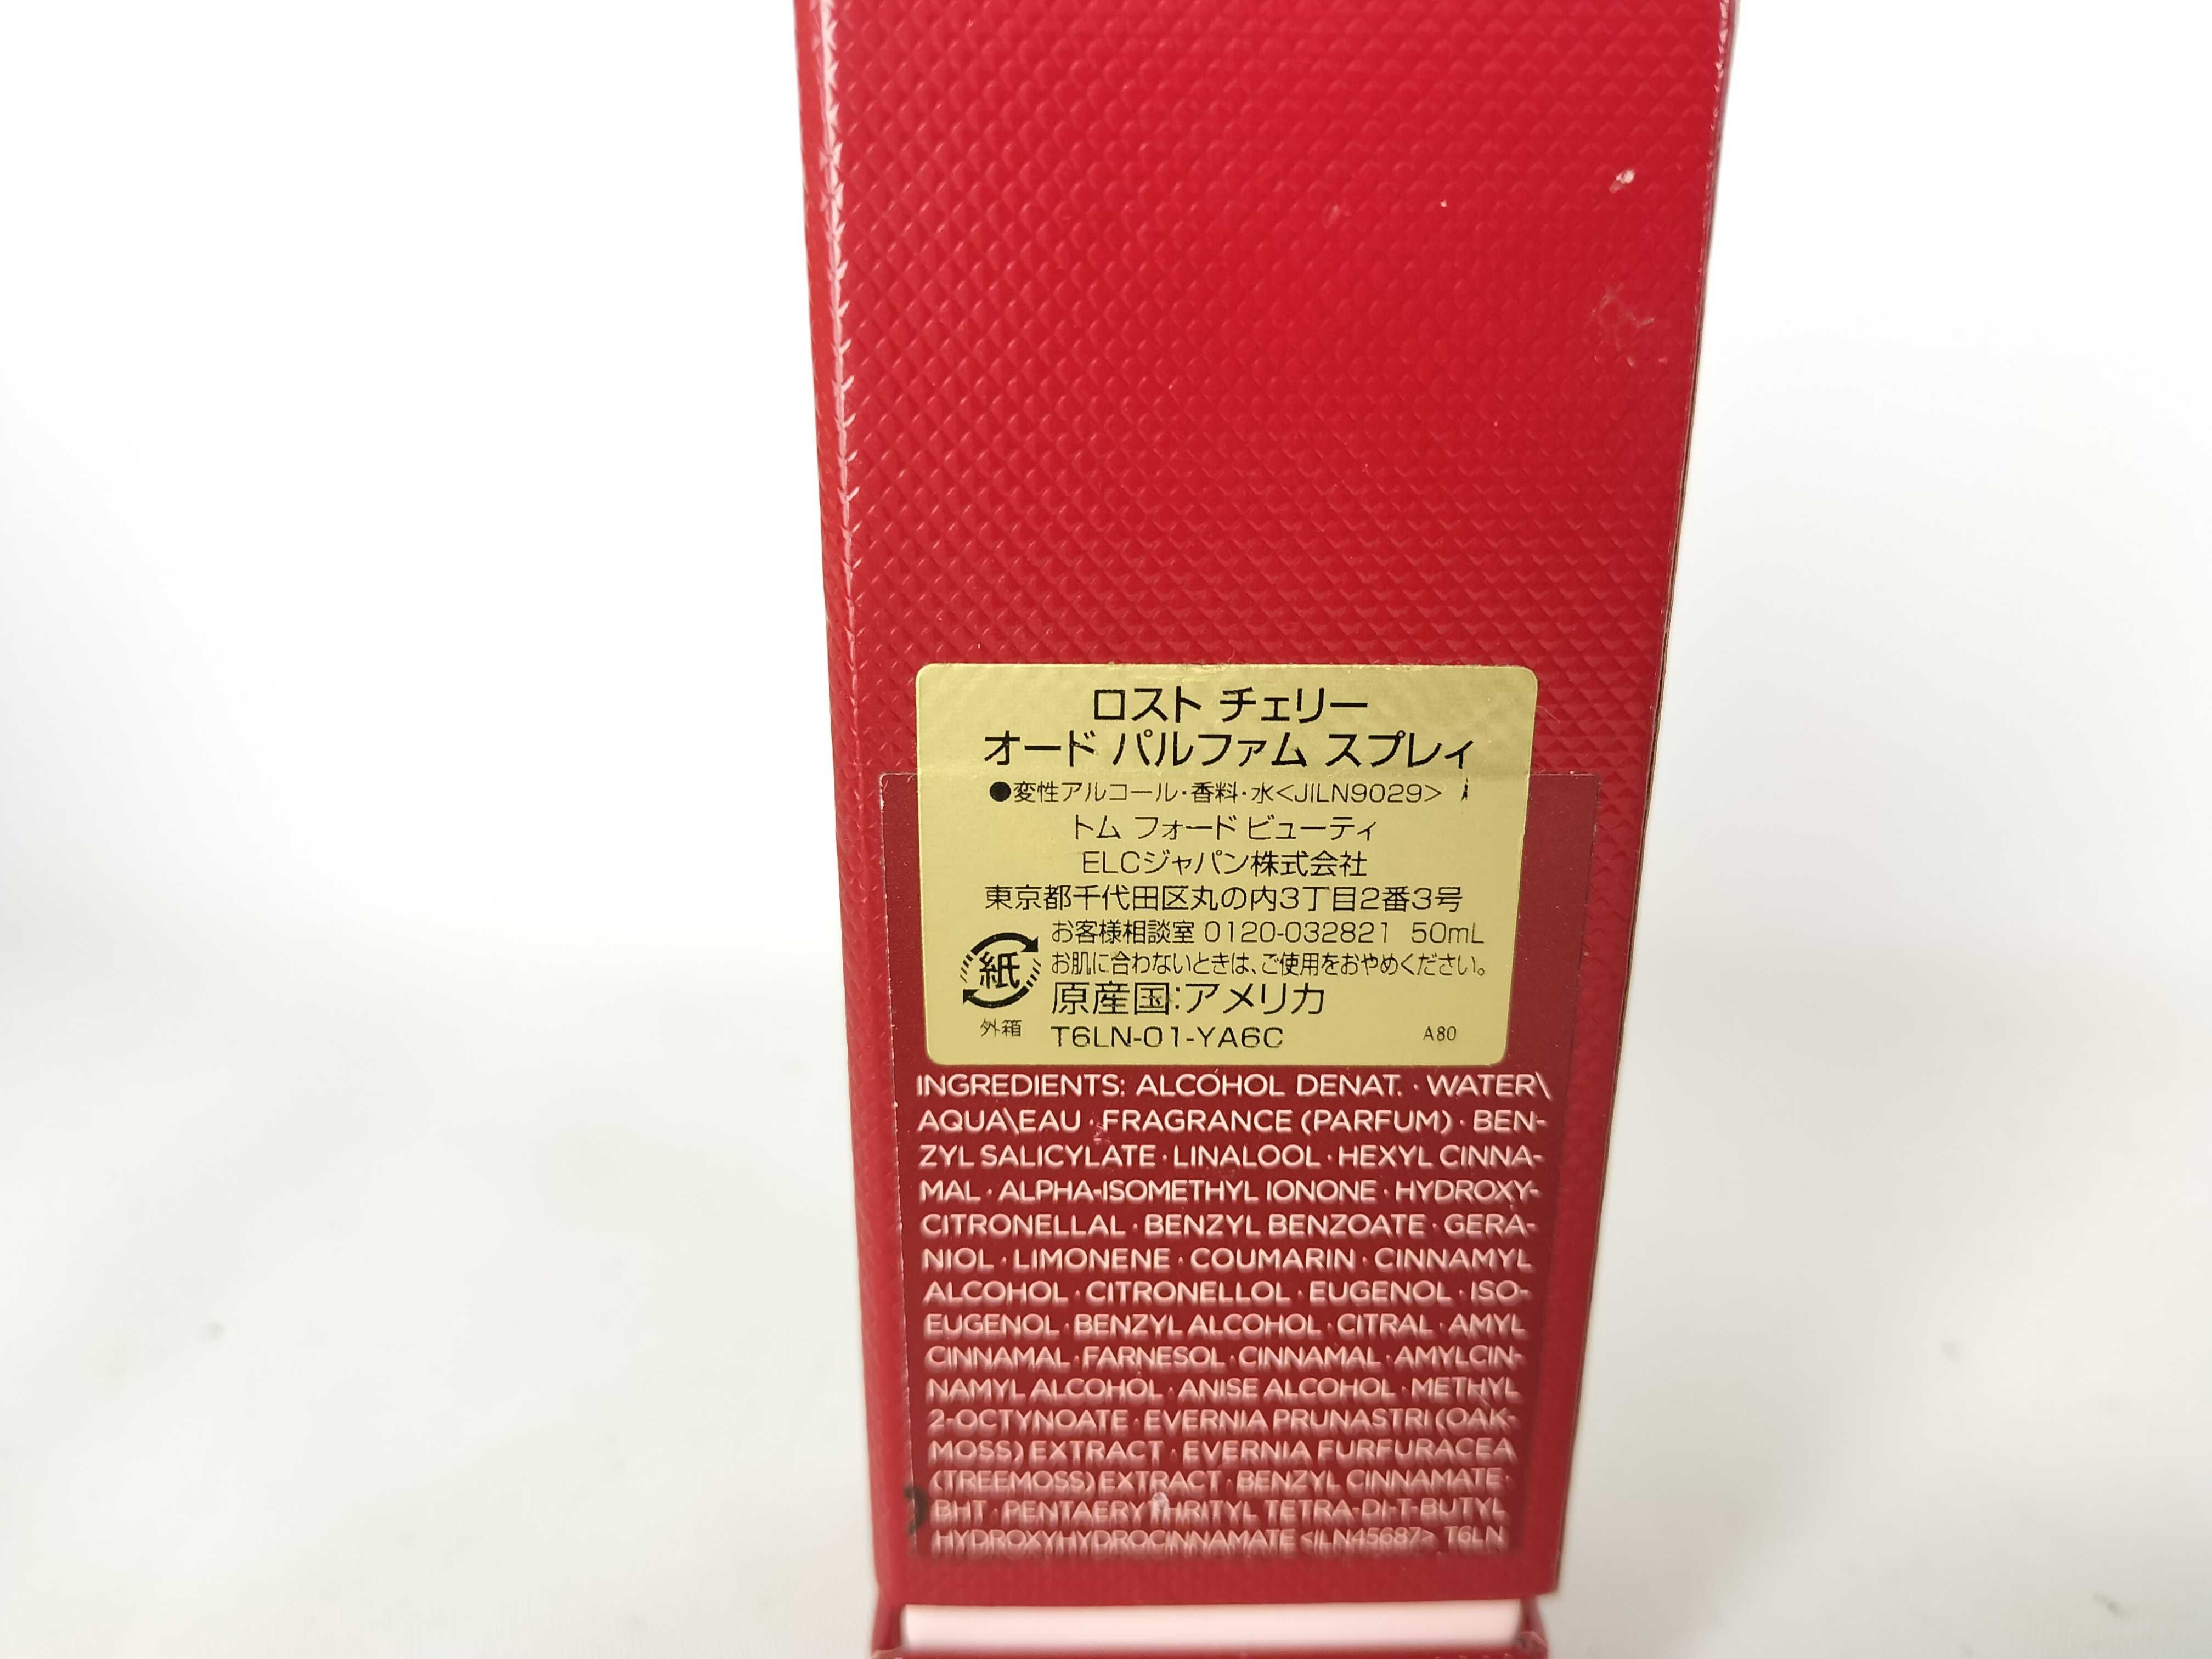 ロスト チェリー
オード パルファム スプレィ
●変性アルコール・香料・水<JILN9029>
トム フォード ビューティ
ELCジャパン株式会社
東京都千代田区丸の内3丁目2番3号
お客様相談室 0120-032821 50mL
お肌に合わないときは、ご使用をおやめください。
紙
外箱
原産国:アメリカ
T6LN-01-YA6C A80
INGREDIENTS: ALCOHOL DENAT. · WATER\
AQUA\EAU · FRAGRANCE (PARFUM) · BEN-
ZYL SALICYLATE · LINALOOL · HEXYL CINNA-
MAL · ALPHA-ISOMETHYL IONONE · HYDROXY-
CITRONELLAL · BENZYL BENZOATE · GERA-
NIOL · LIMONENE · COUMARIN · CINNAMYL
ALCOHOL · CITRONELLOL · EUGENOL · ISO-
EUGENOL · BENZYL ALCOHOL · CITRAL · AMYL
CINNAMAL · FARNESOL · CINNAMAL · AMYLCIN-
NAMYL ALCOHOL · ANISE ALCOHOL · METHYL
2-OCTYNOATE · EVERNIA PRUNASTRI (OAK-
MOSS) EXTRACT · EVERNIA FURFURACEA
(TREEMOSS) EXTRACT · BENZYL CINNAMATE ·
BHT · PENTAERYTHRITYL TETRA-DI-T-BUTYL
HYDROXYHYDROCINNAMATE <ILN45687> T6LN